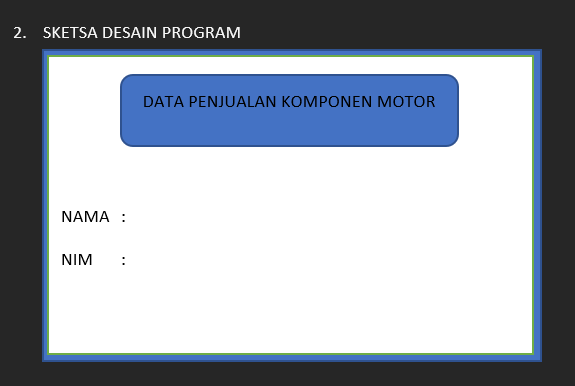 2. SKETSA DESAIN PROGRAM
DATA PENJUALAN KOMPONEN MOTOR
NAMA :
NIM :